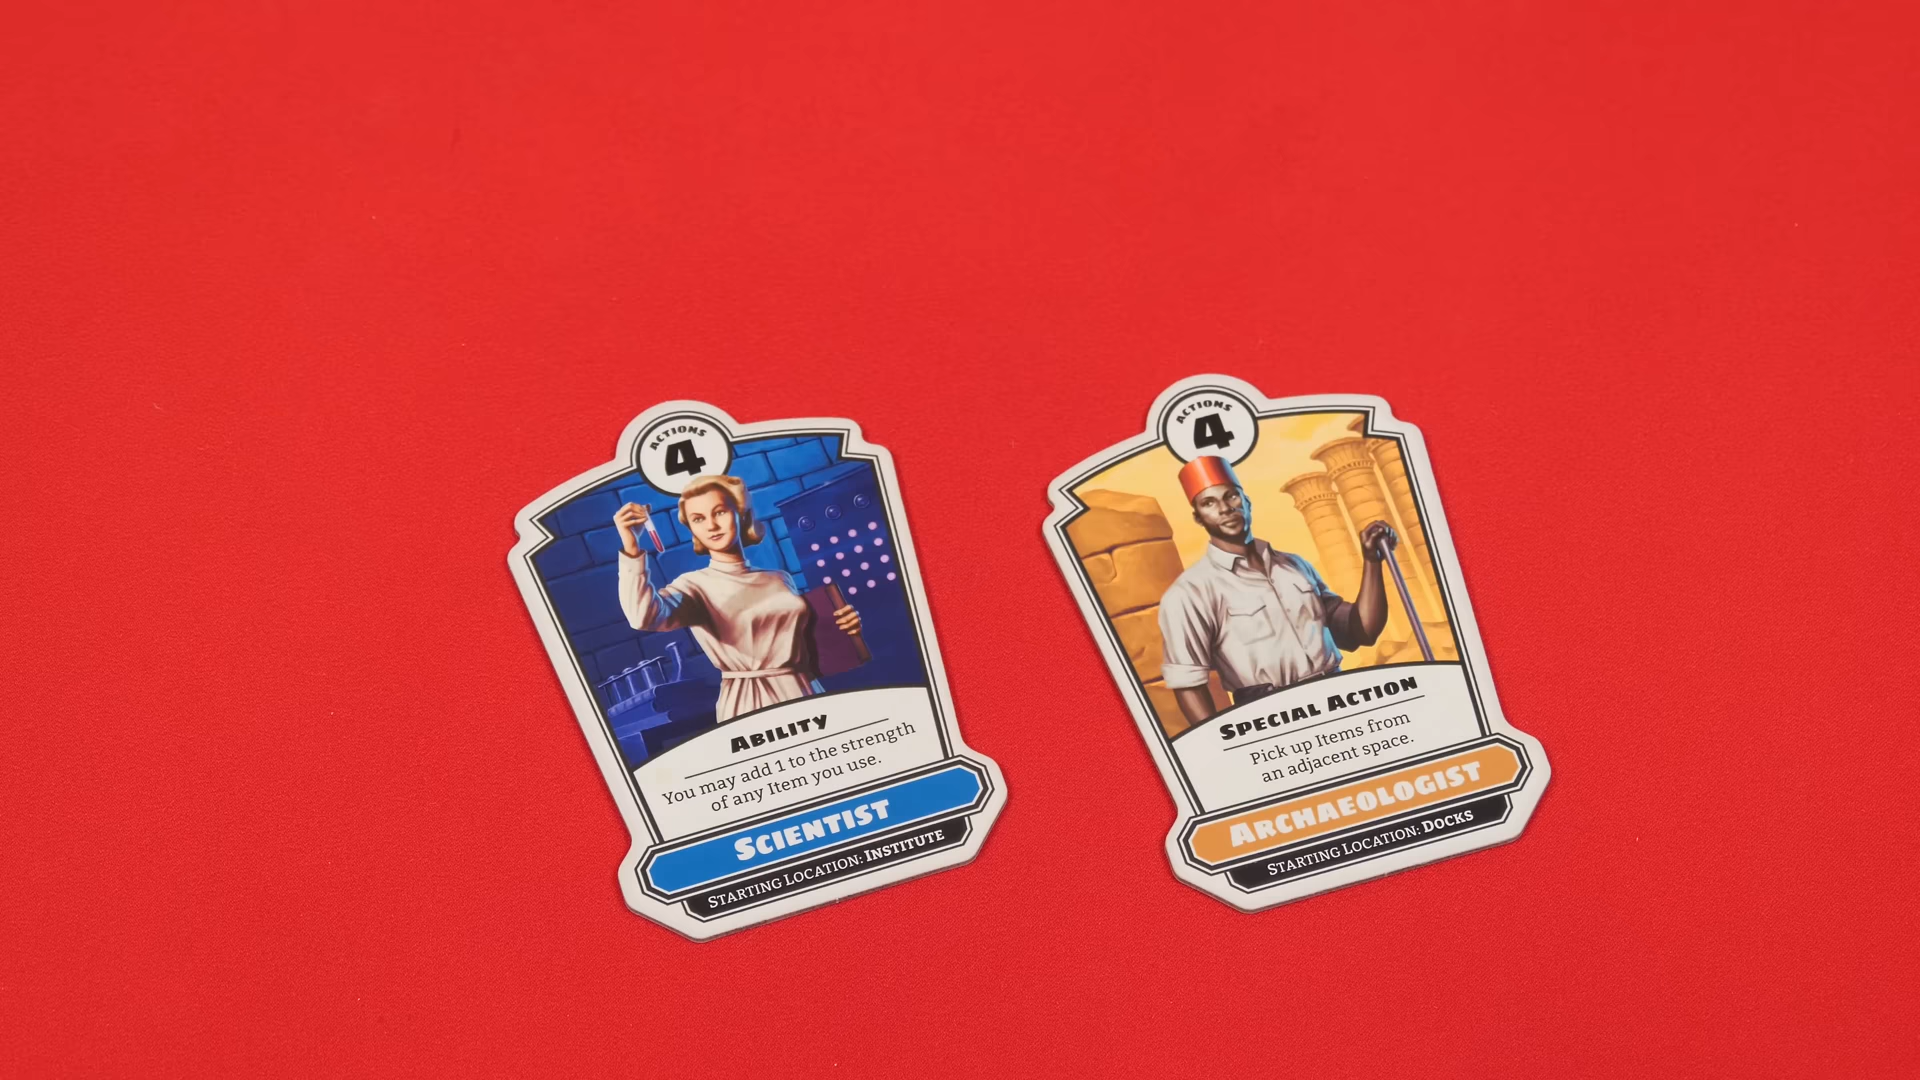 ACTIONS
4
ABILITY
You may add 1 to the strength
of any Item you use.
SCIENTIST
STARTING LOCATION: INSTITUTE
ACTIONS
4
SPECIAL ACTION
Pick up Items from
an adjacent space.
ARCHAEOLOGIST
STARTING LOCATION: DOCKS